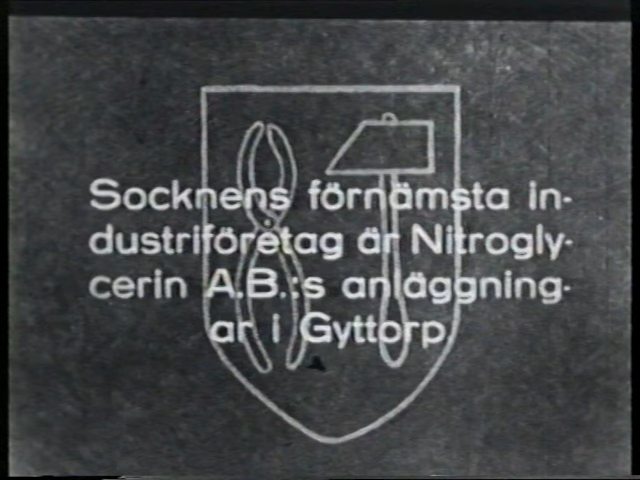 Socknens förnämsta in-
dustriföretag är Nitrogly-
cerin A.B.:s anläggning-
ar i Gyttorp